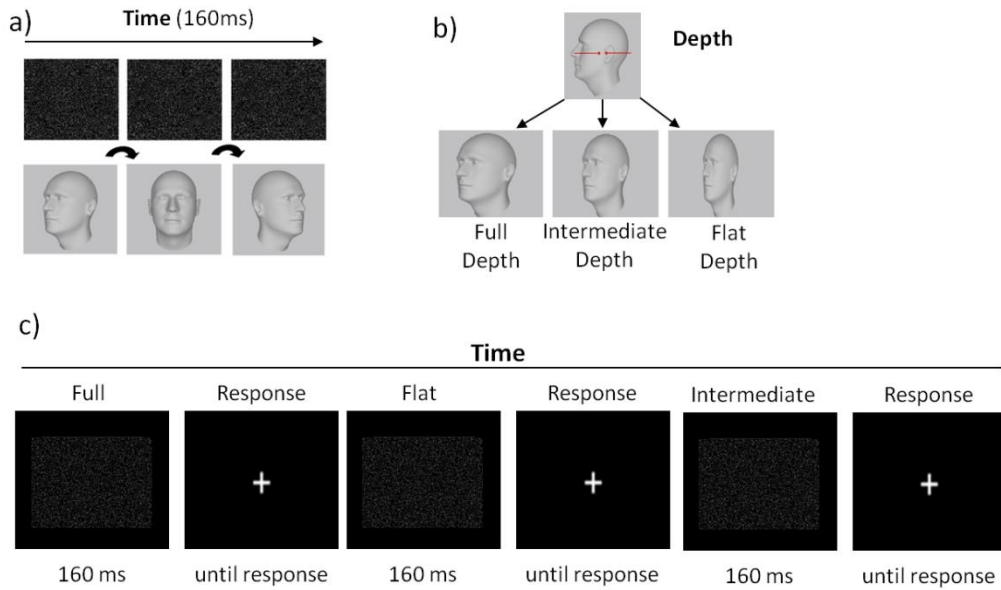 a)
Time (160ms)
b)
Depth
Full
Depth
Intermediate
Depth
Flat
Depth
c)
Time
Full
Response
Flat
Response
Intermediate
Response
160 ms
until response
160 ms
until response
160 ms
until response